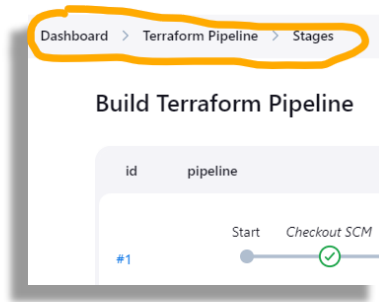 Dashboard > Terraform Pipeline > Stages
Build Terraform Pipeline
id pipeline
Start Checkout SCM
#1